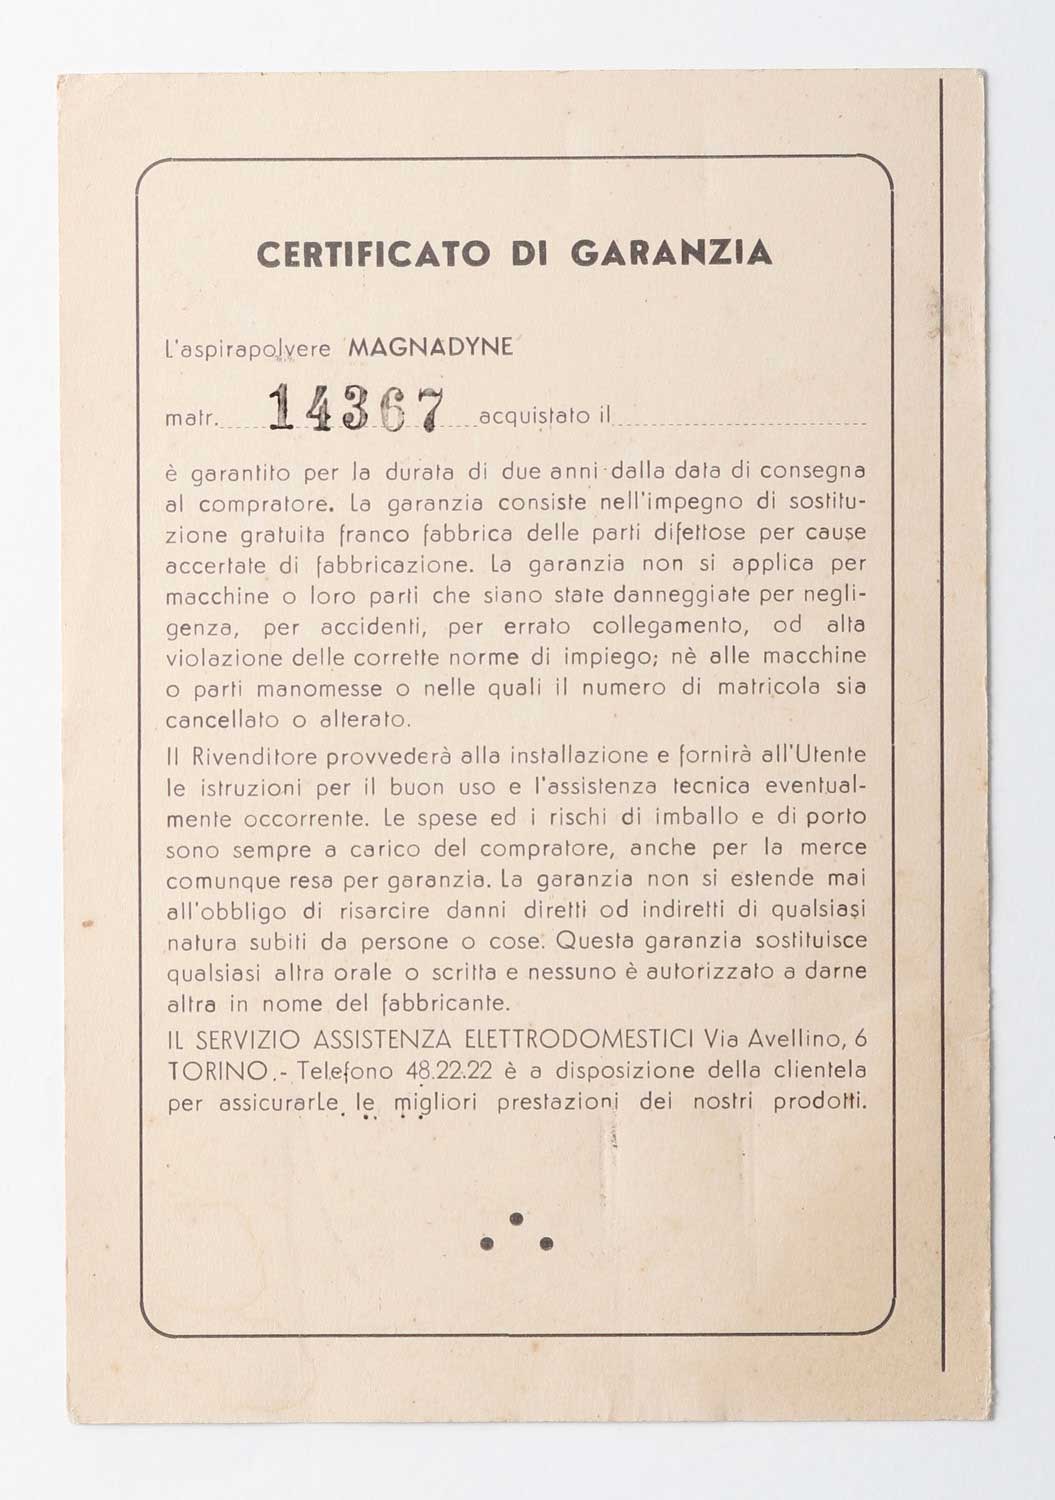 CERTIFICATO DI GARANZIA
L'aspirapolvere MAGNADYNE
matr. 14367 acquistato il
è garantito per la durata di due anni dalla data di consegna
al compratore. La garanzia consiste nell'impegno di sostitu-
zione gratuita franco fabbrica delle parti difettose per cause
accertate di fabbricazione. La garanzia non si applica per
macchine o loro parti che siano state danneggiate per negli-
genza, per accidenti, per errato collegamento, od alta
violazione delle corrette norme di impiego; nè alle macchine
o parti manomesse o nelle quali il numero di matricola sia
cancellato o alterato.
Il Rivenditore provvederà alla installazione e fornirà all'Utente
le istruzioni per il buon uso e l'assistenza tecnica eventual-
mente occorrente. Le spese ed i rischi di imballo e di porto
sono sempre a carico del compratore, anche per la merce
comunque resa per garanzia. La garanzia non si estende mai
all'obbligo di risarcire danni diretti od indiretti di qualsiasi
natura subiti da persone o cose. Questa garanzia sostituisce
qualsiasi altra orale o scritta e nessuno è autorizzato a darne
altra in nome del fabbricante.
IL SERVIZIO ASSISTENZA ELETTRODOMESTICI Via Avellino, 6
TORINO.- Telefono 48.22.22 è a disposizione della clientela
per assicurarLe le migliori prestazioni dei nostri prodotti.